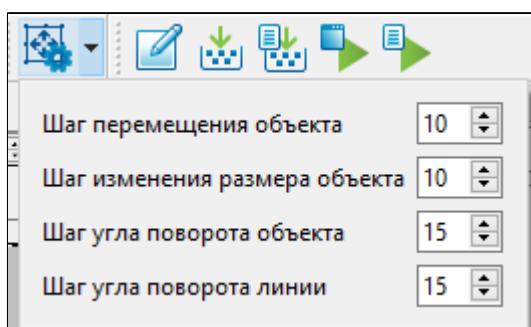 Шаг перемещения объекта 10
Шаг изменения размера объекта 10
Шаг угла поворота объекта 15
Шаг угла поворота линии 15